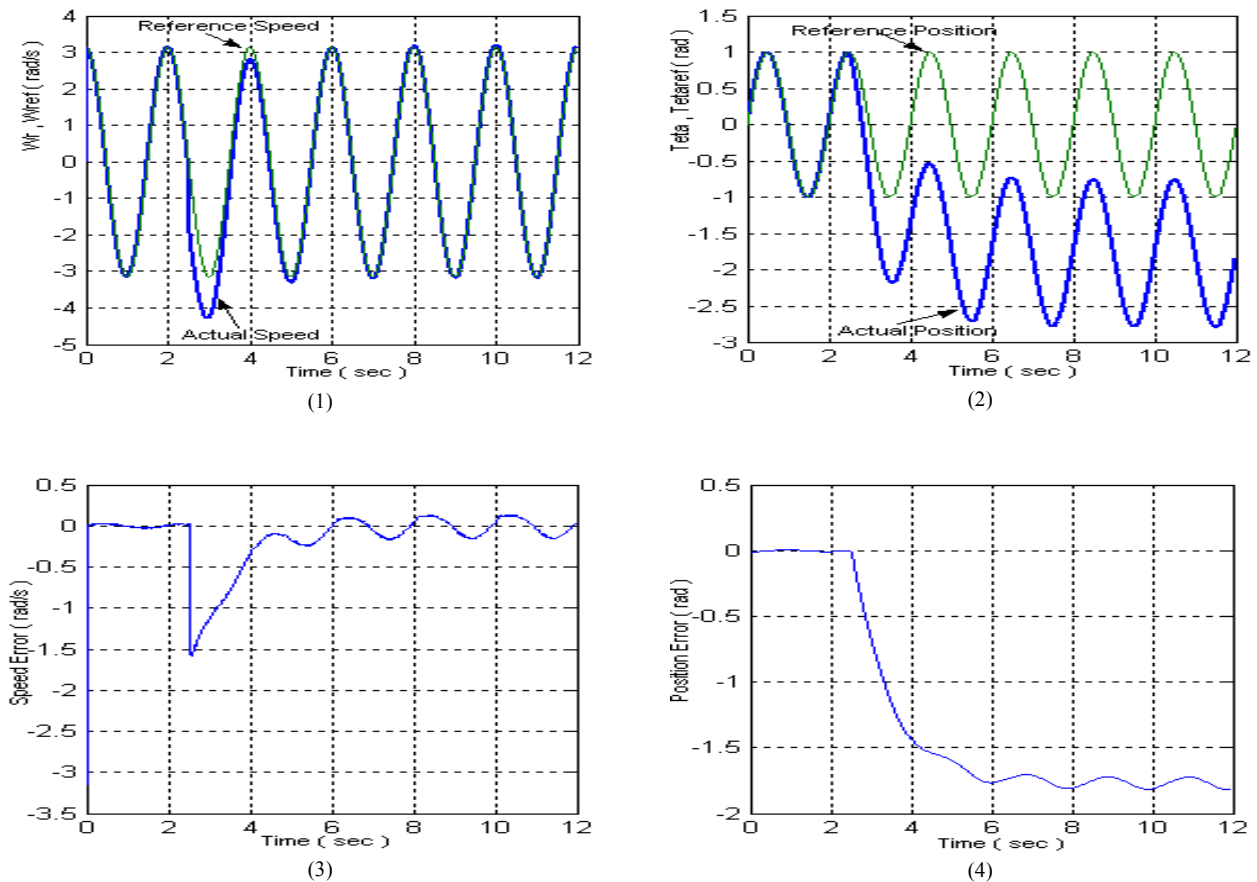 4
3
2
1
0
-1
-2
-3
-4
-5
Wr , Wref ( rad/s )
Reference Speed
Actual Speed
0 2 4 6 8 10 12
Time ( sec )
(1)
1.5
1
0.5
0
-0.5
-1
-1.5
-2
-2.5
-3
Teta , Tetaref ( rad )
Reference Position
Actual Position
0 2 4 6 8 10 12
Time ( sec )
(2)
0.5
0
-0.5
-1
-1.5
-2
-2.5
-3
-3.5
Speed Error ( rad/s )
0 2 4 6 8 10 12
Time ( sec )
(3)
0.5
0
-0.5
-1
-1.5
-2
Position Error ( rad )
0 2 4 6 8 10 12
Time ( sec )
(4)